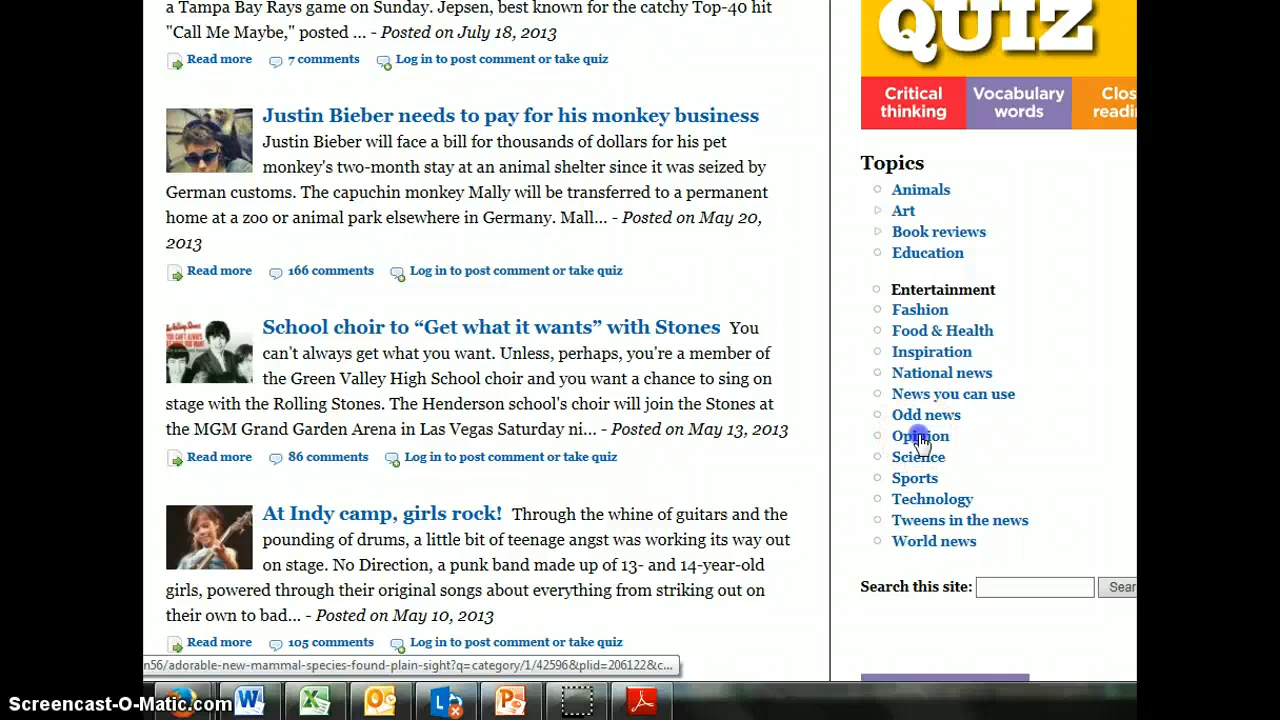 a Tampa Bay Rays game on Sunday. Jepsen, best known for the catchy Top-40 hit
"Call Me Maybe," posted ... - Posted on July 18, 2013
Read more 7 comments Log in to post comment or take quiz
Justin Bieber needs to pay for his monkey business
Justin Bieber will face a bill for thousands of dollars for his pet
monkey's two-month stay at an animal shelter since it was seized by
German customs. The capuchin monkey Mally will be transferred to a permanent
home at a zoo or animal park elsewhere in Germany. Mall... - Posted on May 20,
2013
Read more 166 comments Log in to post comment or take quiz
School choir to “Get what it wants” with Stones You
can't always get what you want. Unless, perhaps, you're a member of
the Green Valley High School choir and you want a chance to sing on
stage with the Rolling Stones. The Henderson school's choir will join the Stones at
the MGM Grand Garden Arena in Las Vegas Saturday ni... - Posted on May 13, 2013
Read more 86 comments Log in to post comment or take quiz
At Indy camp, girls rock! Through the whine of guitars and the
pounding of drums, a little bit of teenage angst was working its way out
on stage. No Direction, a punk band made up of 13- and 14-year-old
girls, powered through their original songs about everything from striking out on
their own to bad... - Posted on May 10, 2013
Read more 105 comments Log in to post comment or take quiz
n56/adorable-new-mammal-species-found-plain-sight?q=category/1/42596&plid=206122&c...
QUIZ
Critical thinking
Vocabulary words
Clos
readi
Topics
Animals
Art
Book reviews
Education
Entertainment
Fashion
Food & Health
Inspiration
National news
News you can use
Odd news
Opinion
Science
Sports
Technology
Tweens in the news
World news
Search this site: Sear
Screencast-O-Matic.com